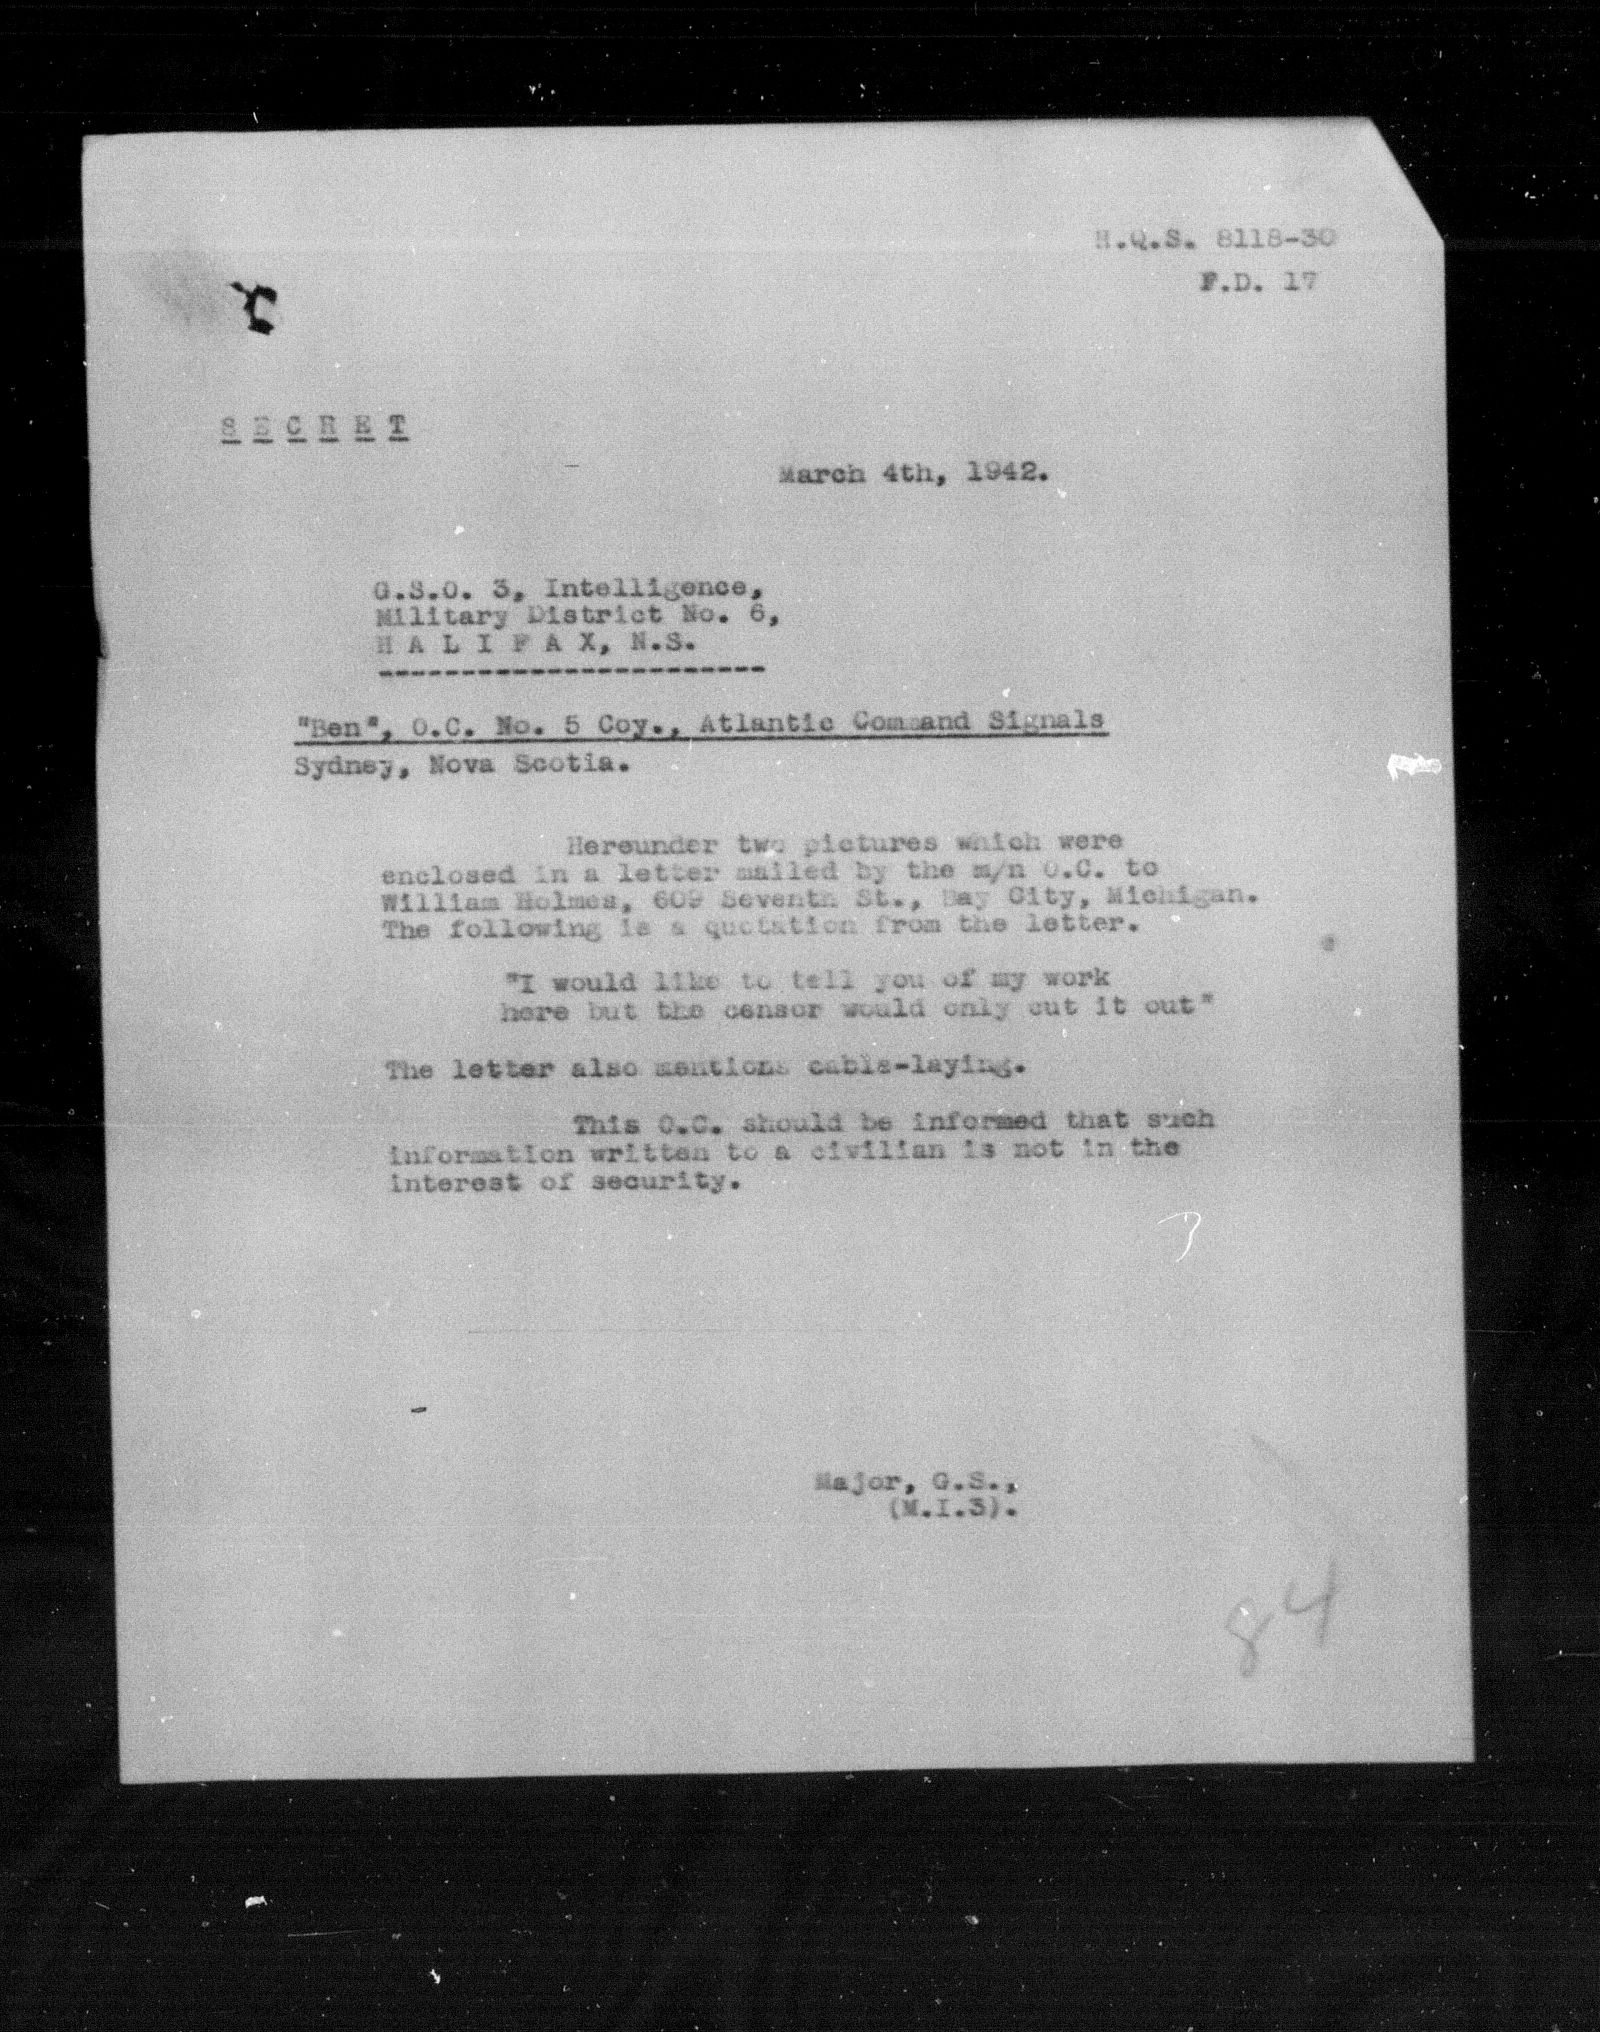 H.Q.S. 8118-30
F.D. 17
S E C R E T
March 4th, 1942.
G.S.O. 3, Intelligence,
Military District No. 6,
H A L I F A X, N.S.
------------------------
"Ben", O.C. No. 5 Coy., Atlantic Command Signals
Sydney, Nova Scotia.
Hereunder two pictures which were
enclosed in a letter mailed by the m/n O.C. to
William Holmes, 609 Seventh St., Bay City, Michigan.
The following is a quotation from the letter.
"I would like to tell you of my work
here but the censor would only cut it out"
The letter also mentions cable-laying.
This O.C. should be informed that such
information written to a civilian is not in the
interest of security.
Major, G.S.,
(M.I.3).
84